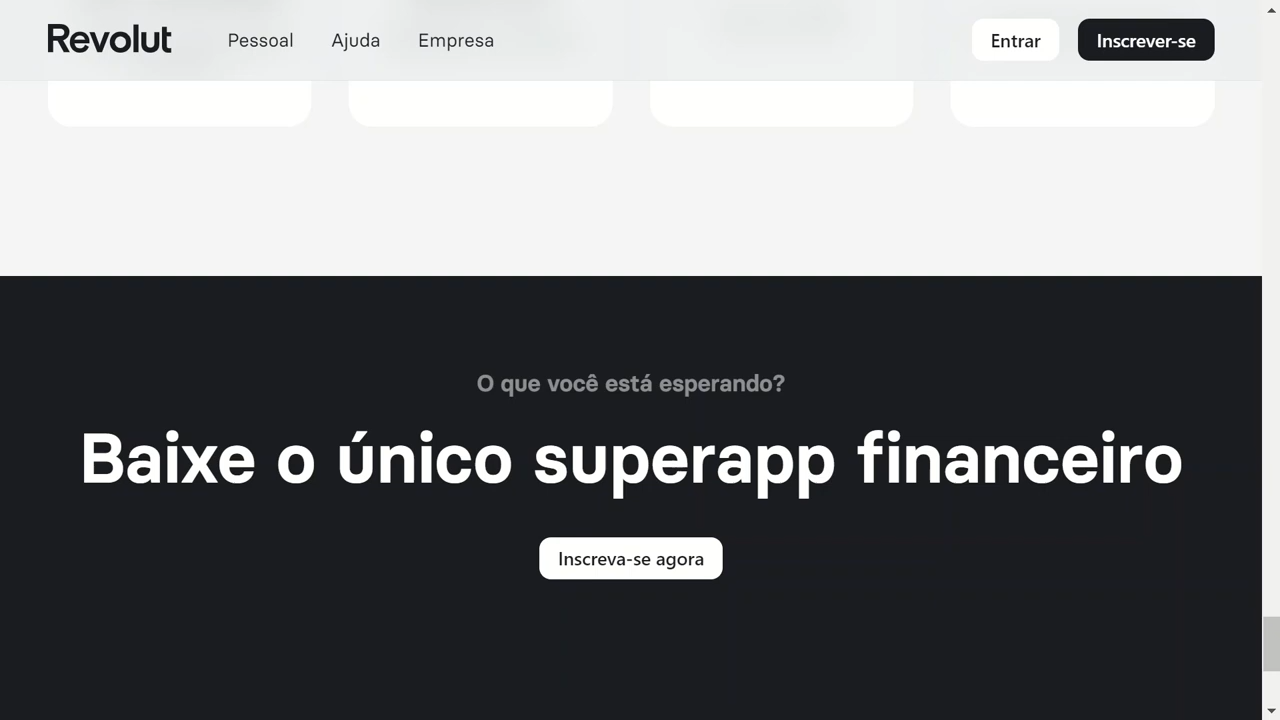 Revolut
Pessoal
Ajuda
Empresa
Entrar
Inscrever-se
O que você está esperando?
Baixe o único superapp financeiro
Inscreva-se agora